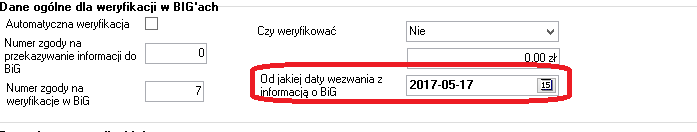 Dane ogólne dla weryfikacji w BIG'ach
Automatyczna weryfikacja
Czy weryfikować
Nie
Numer zgody na
przekazywanie informacji do
BiG
0
0.00 zł
Numer zgody na
weryfikacje w BiG
7
Od jakiej daty wezwania z
informacją o BiG
2017-05-17
15